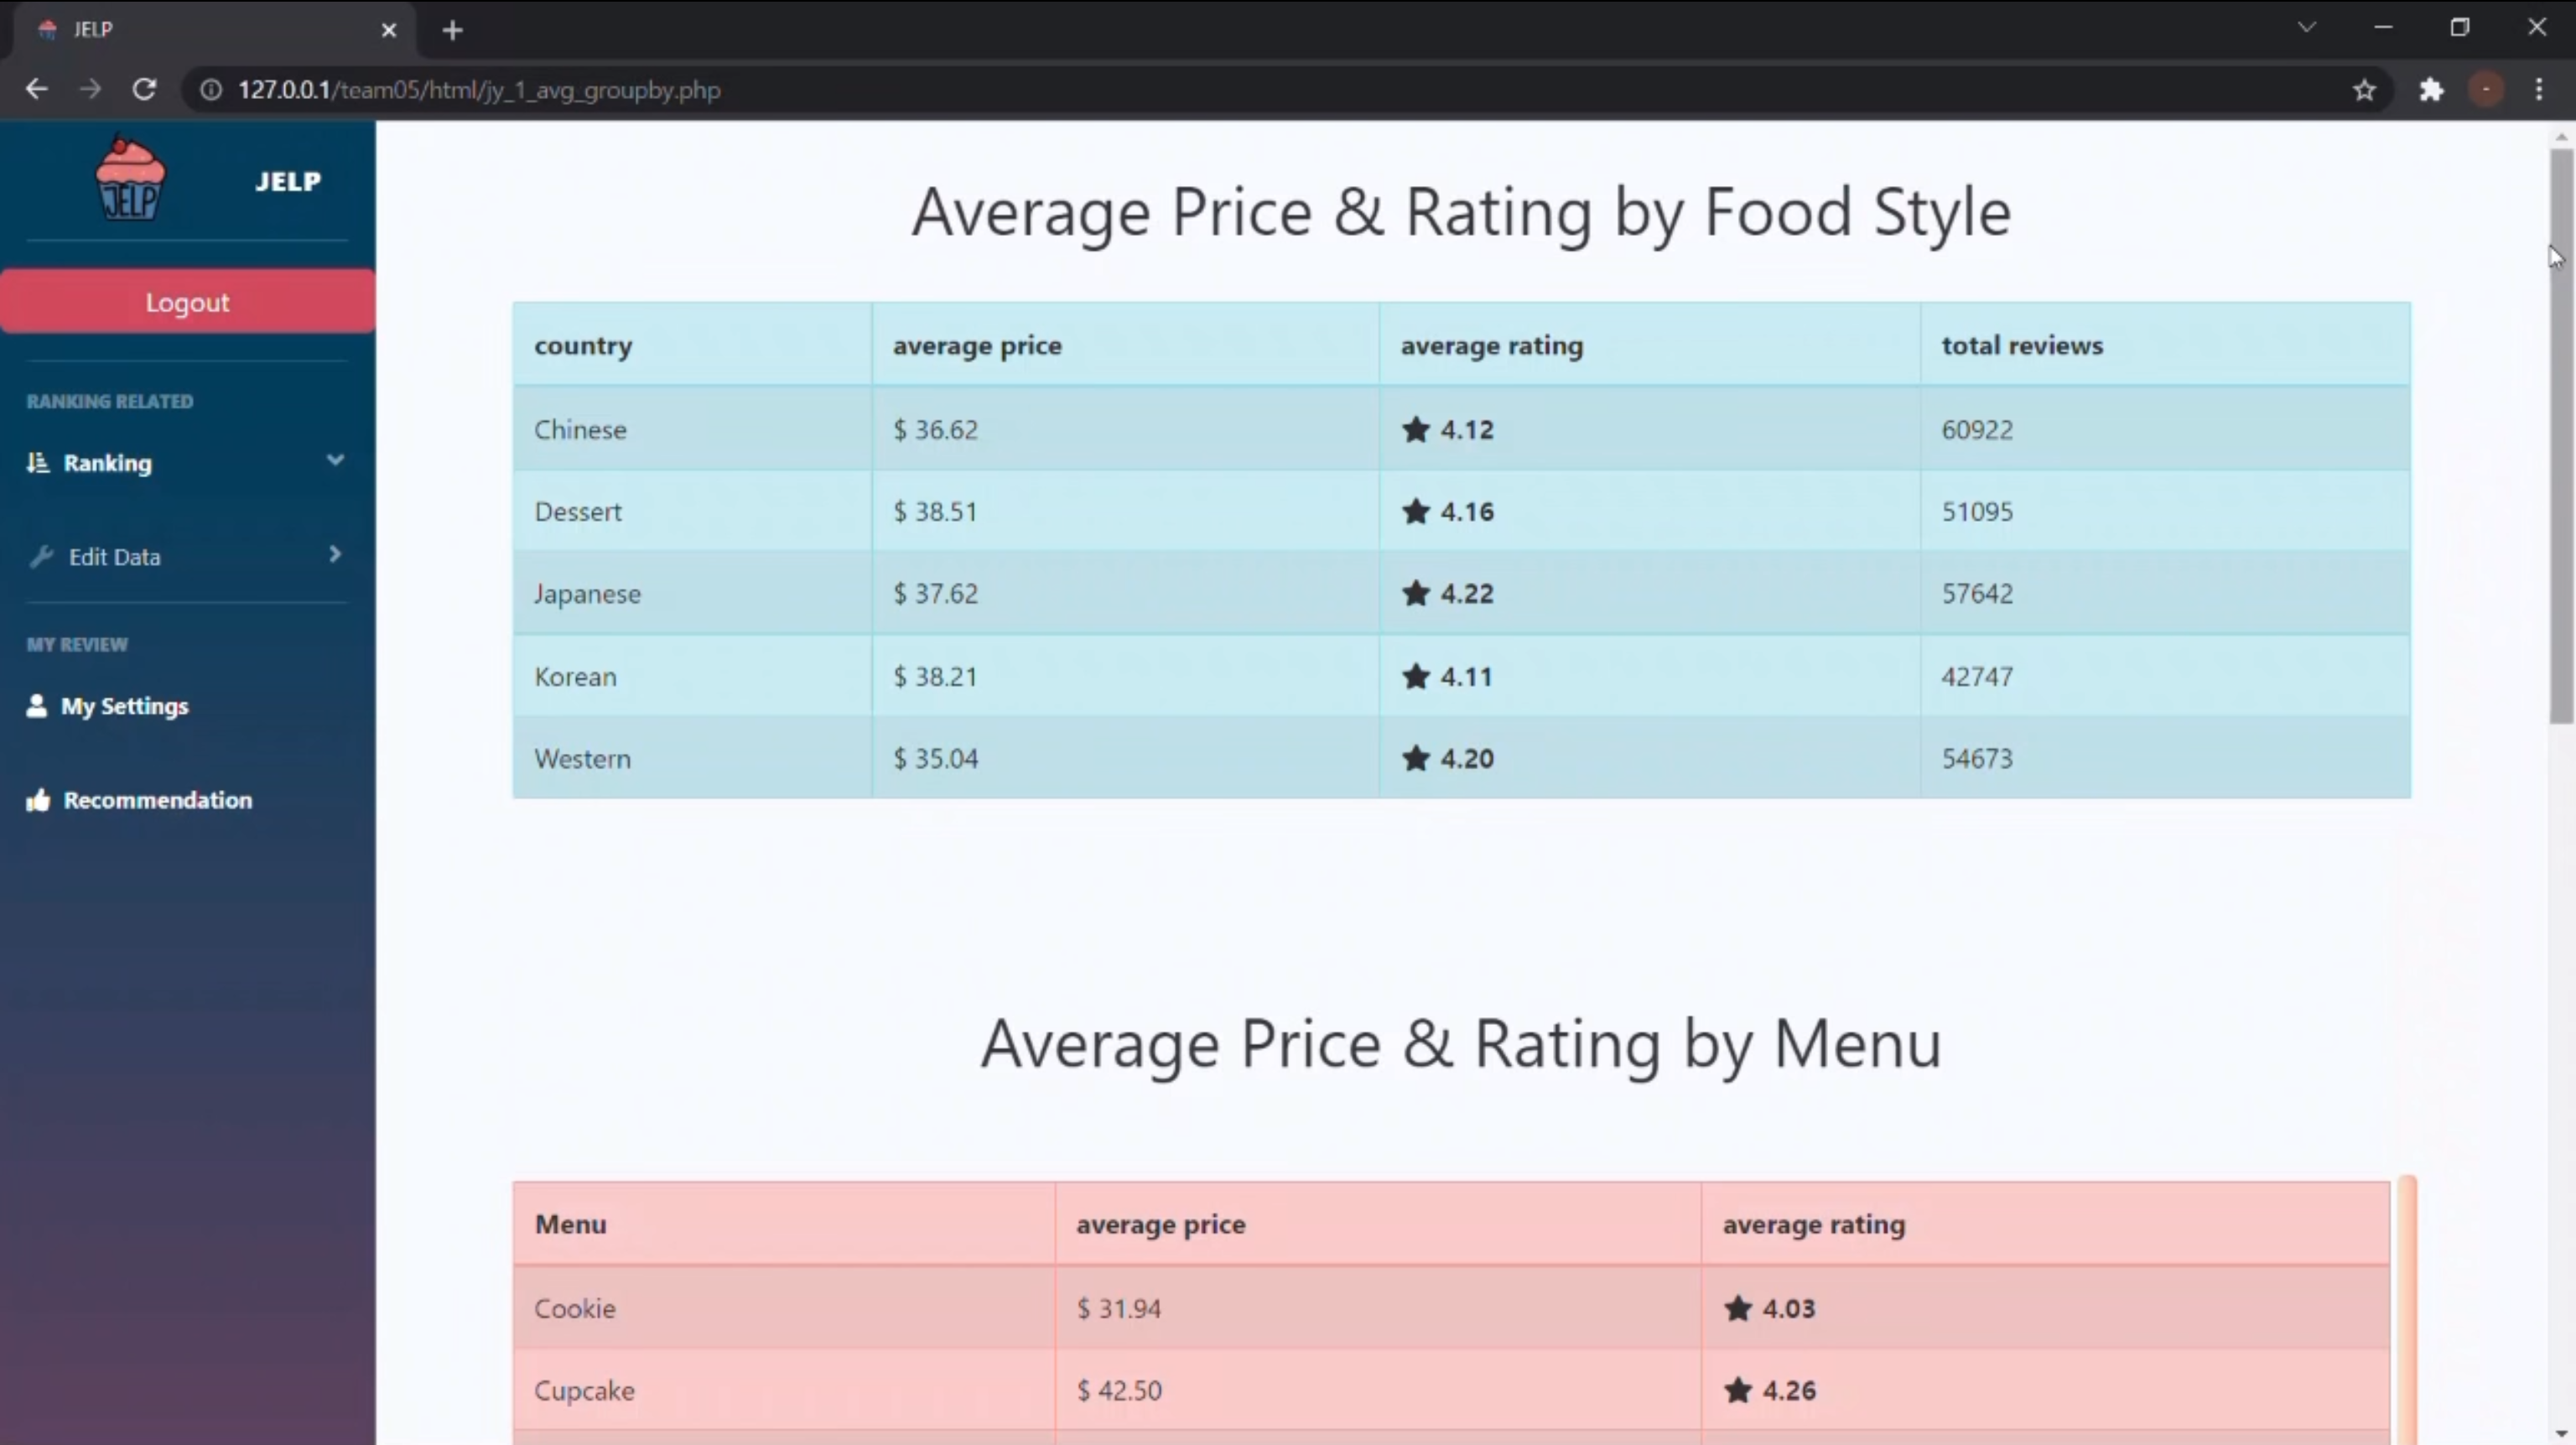 JELP
127.0.0.1/team05/html/jy_1_avg_groupby.php
JELP
JELP
Logout
RANKING RELATED
Ranking
Edit Data
MY REVIEW
My Settings
Recommendation
Average Price & Rating by Food Style
country average price average rating total reviews
Chinese $ 36.62 4.12 60922
Dessert $ 38.51 4.16 51095
Japanese $ 37.62 4.22 57642
Korean $ 38.21 4.11 42747
Western $ 35.04 4.20 54673
Average Price & Rating by Menu
Menu average price average rating
Cookie $ 31.94 4.03
Cupcake $ 42.50 4.26